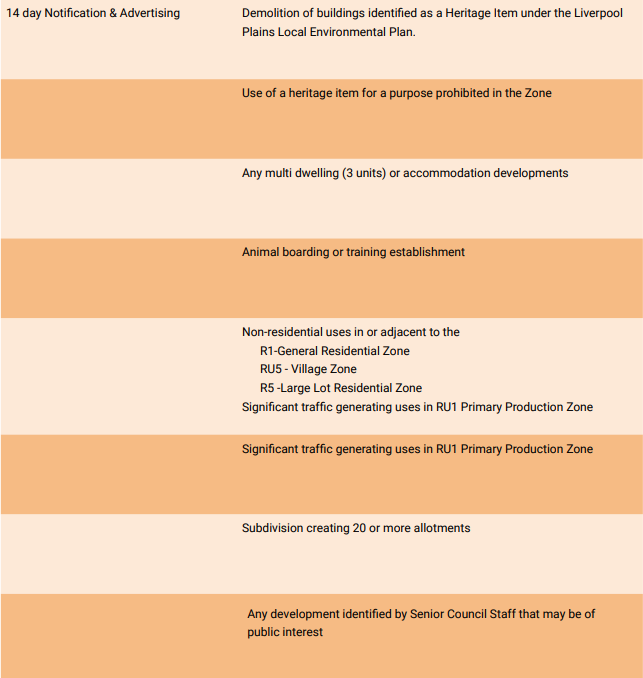 14 day Notification & Advertising
Demolition of buildings identified as a Heritage Item under the Liverpool
Plains Local Environmental Plan.
Use of a heritage item for a purpose prohibited in the Zone
Any multi dwelling (3 units) or accommodation developments
Animal boarding or training establishment
Non-residential uses in or adjacent to the
R1-General Residential Zone
RU5 - Village Zone
R5 -Large Lot Residential Zone
Significant traffic generating uses in RU1 Primary Production Zone
Significant traffic generating uses in RU1 Primary Production Zone
Subdivision creating 20 or more allotments
Any development identified by Senior Council Staff that may be of
public interest